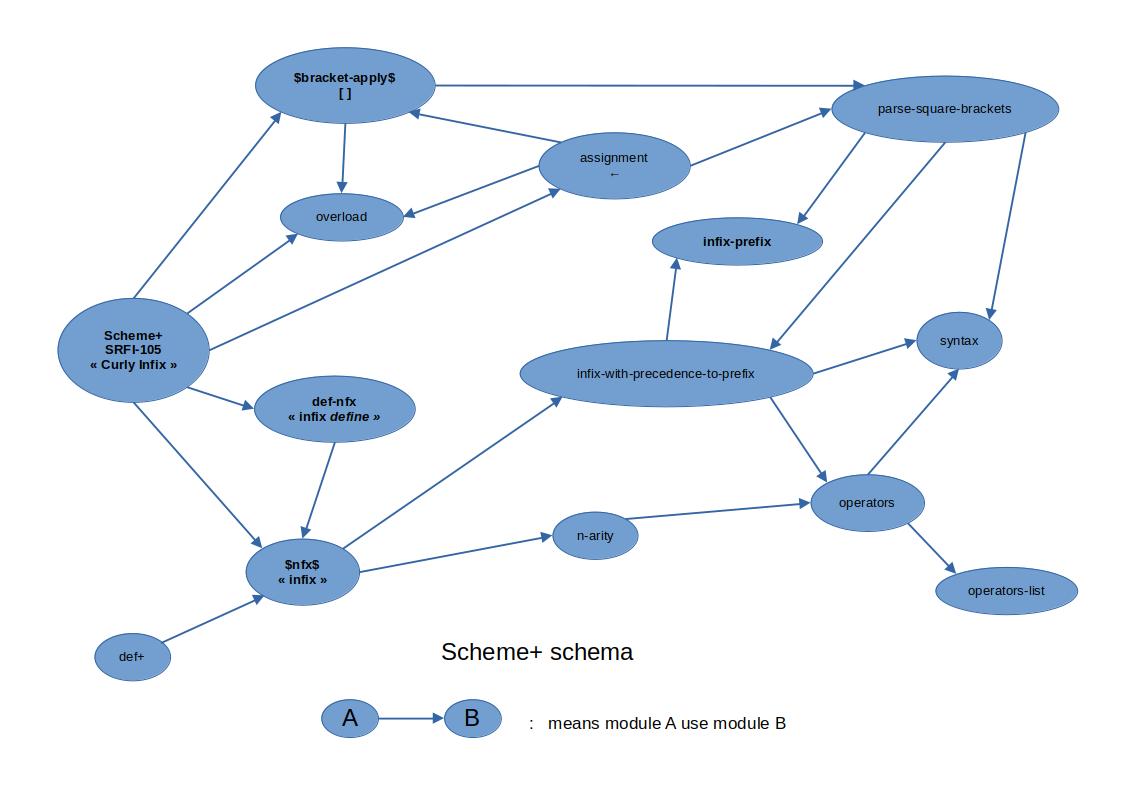 $bracket-apply$
[ ]
parse-square-brackets
assignment
←
overload
infix-prefix
Scheme+
SRFI-105
« Curly Infix »
syntax
infix-with-precedence-to-prefix
def-nfx
« infix define »
operators
n-arity
$nfx$
« infix »
operators-list
def+
Scheme+ schema
A
B
: means module A use module B